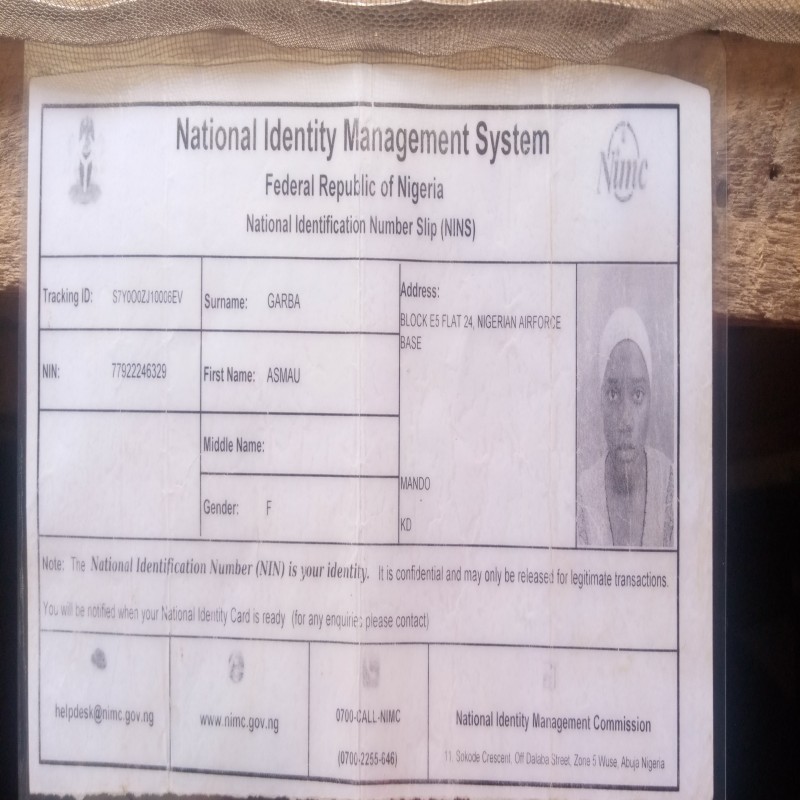 National Identity Management System
Federal Republic of Nigeria
National Identification Number Slip (NINS)
Nimc
Tracking ID:
Surname: GARBA
Address:
BLOCK E5 FLAT 24, NIGERIAN AIRFORCE
BASE
NIN: 77922246329
First Name: ASMAU
Middle Name:
MANDO
Gender: F
KD
Note: The National Identification Number (NIN) is your identity. It is confidential and may only be released for legitimate transactions.
You will be notified when your National Identity Card is ready (for any enquiries please contact)
helpdesk@nimc.gov.ng
www.nimc.gov.ng
0700-CALL-NIMC
(0700-2255-646)
National Identity Management Commission
11, Sokode Crescent, Off Dalaba Street, Zone 5 Wuse, Abuja Nigeria